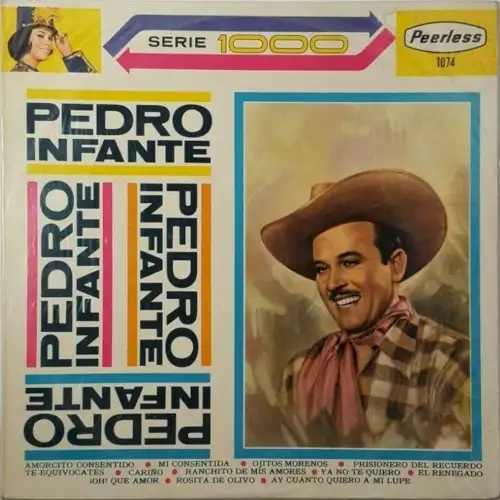 SERIE 1000
Peerless
1074
PEDRO
INFANTE
PEDRO
INFANTE
PEDRO
INFANTE
PEDRO
INFANTE
AMORCITO CONSENTIDO • MI CONSENTIDA • OJITOS MORENOS • PRISIONERO DEL RECUERDO
TE EQUIVOCATES • CARIÑO • RANCHITO DE MIS AMORES • YA NO TE QUIERO • EL RENEGADO
¡OH! QUE AMOR • ROSITA DE OLIVO • AY CUANTO QUIERO A MI LUPE